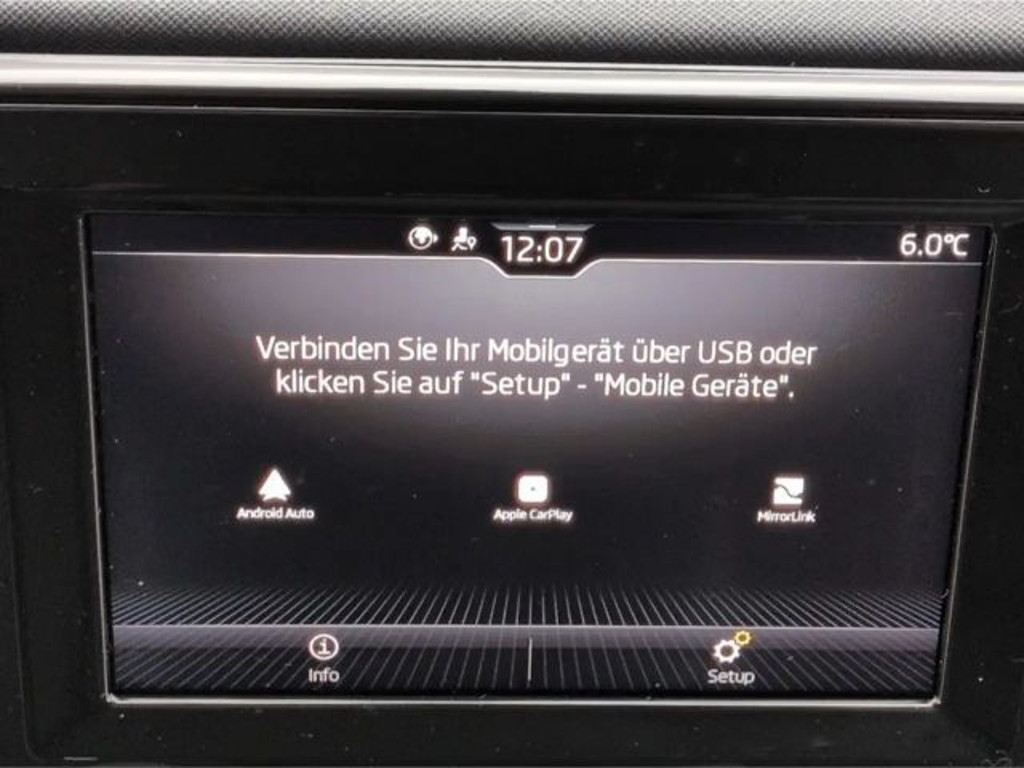 12:07
6.0°C
Verbinden Sie Ihr Mobilgerät über USB oder
klicken Sie auf "Setup" - "Mobile Geräte".
Android Auto
Apple CarPlay
MirrorLink
Info
Setup